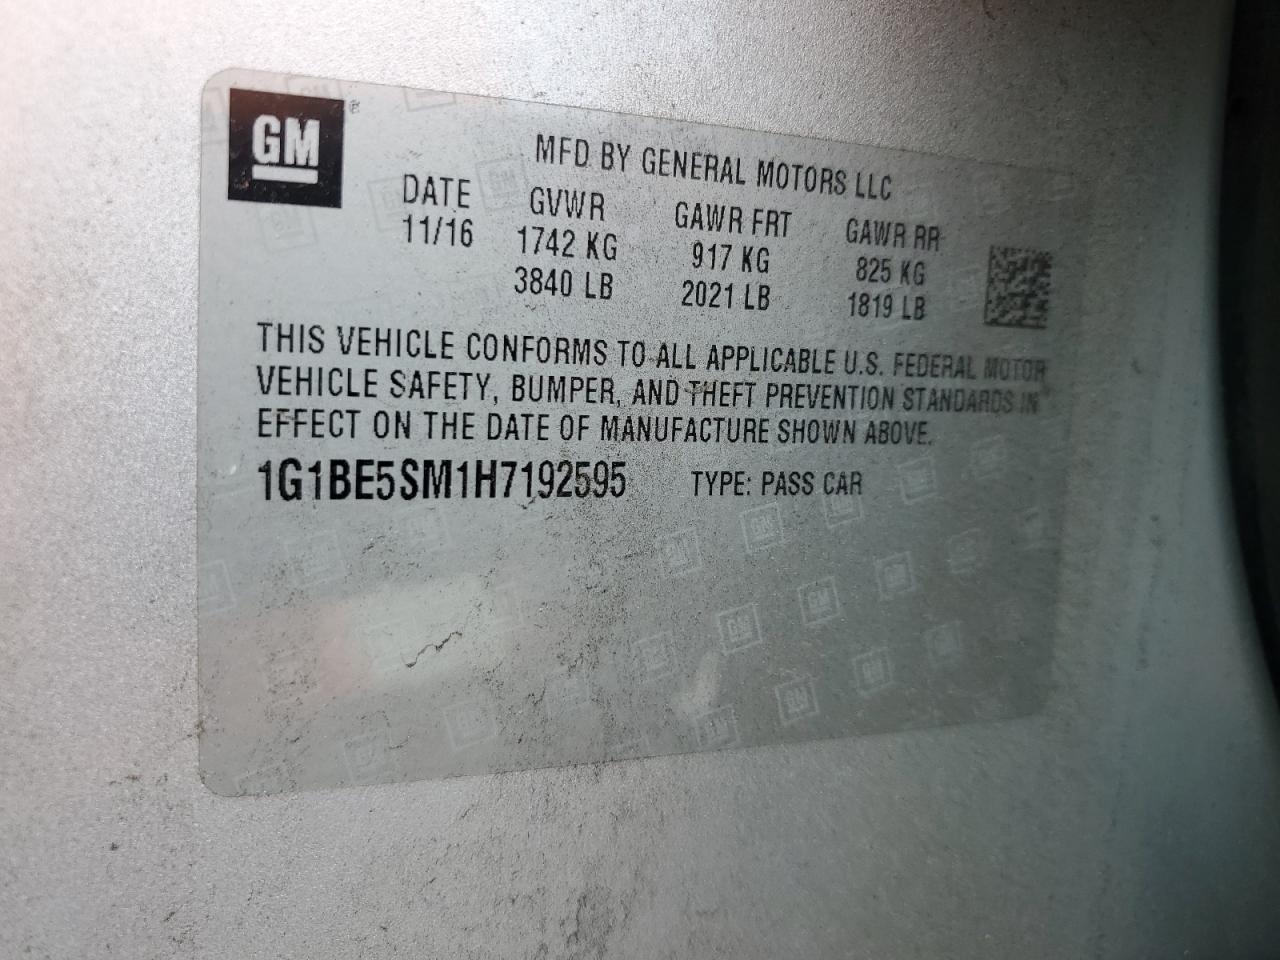 GM ®
MFD BY GENERAL MOTORS LLC
DATE GVWR GAWR FRT GAWR RR
11/16 1742 KG 917 KG 825 KG
3840 LB 2021 LB 1819 LB
THIS VEHICLE CONFORMS TO ALL APPLICABLE U.S. FEDERAL MOTOR
VEHICLE SAFETY, BUMPER, AND THEFT PREVENTION STANDARDS IN
EFFECT ON THE DATE OF MANUFACTURE SHOWN ABOVE.
1G1BE5SM1H7192595 TYPE: PASS CAR